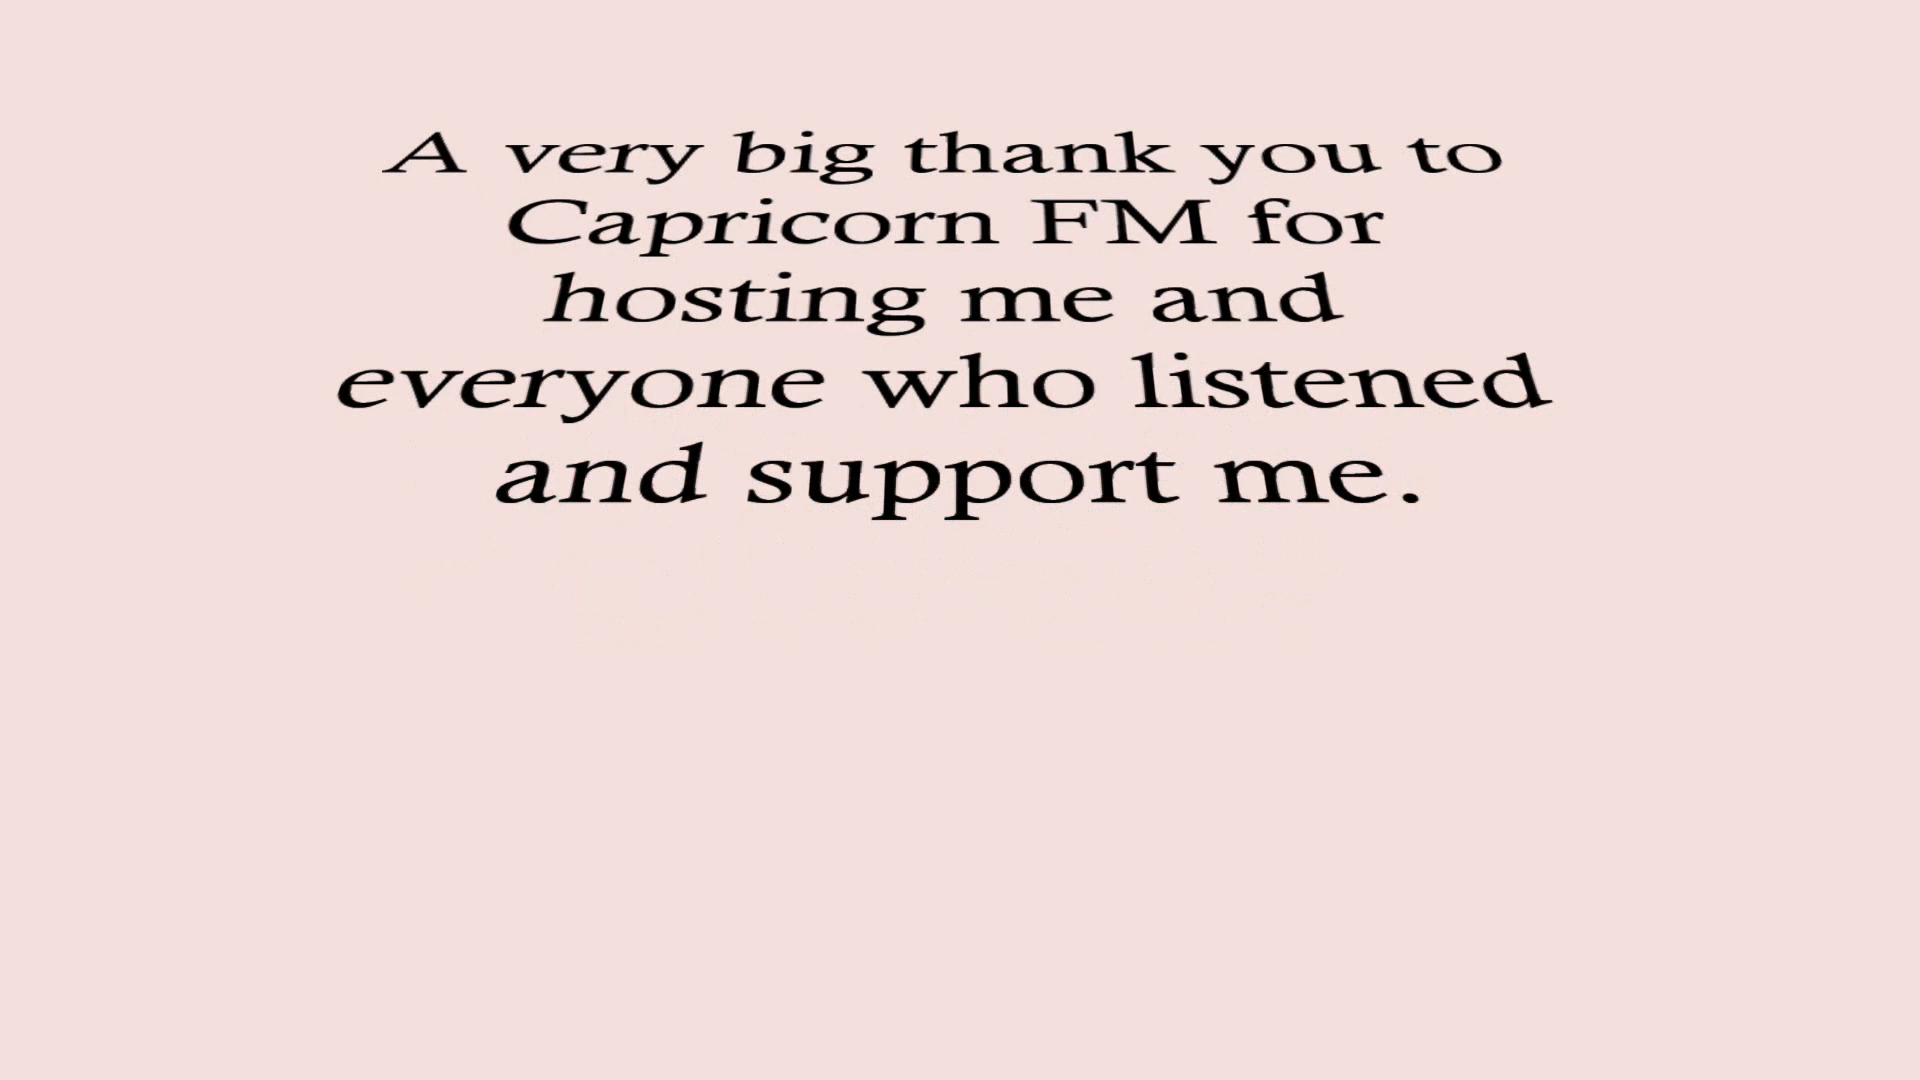 A very big thank you to
Capricorn FM for
hosting me and
everyone who listened
and support me.